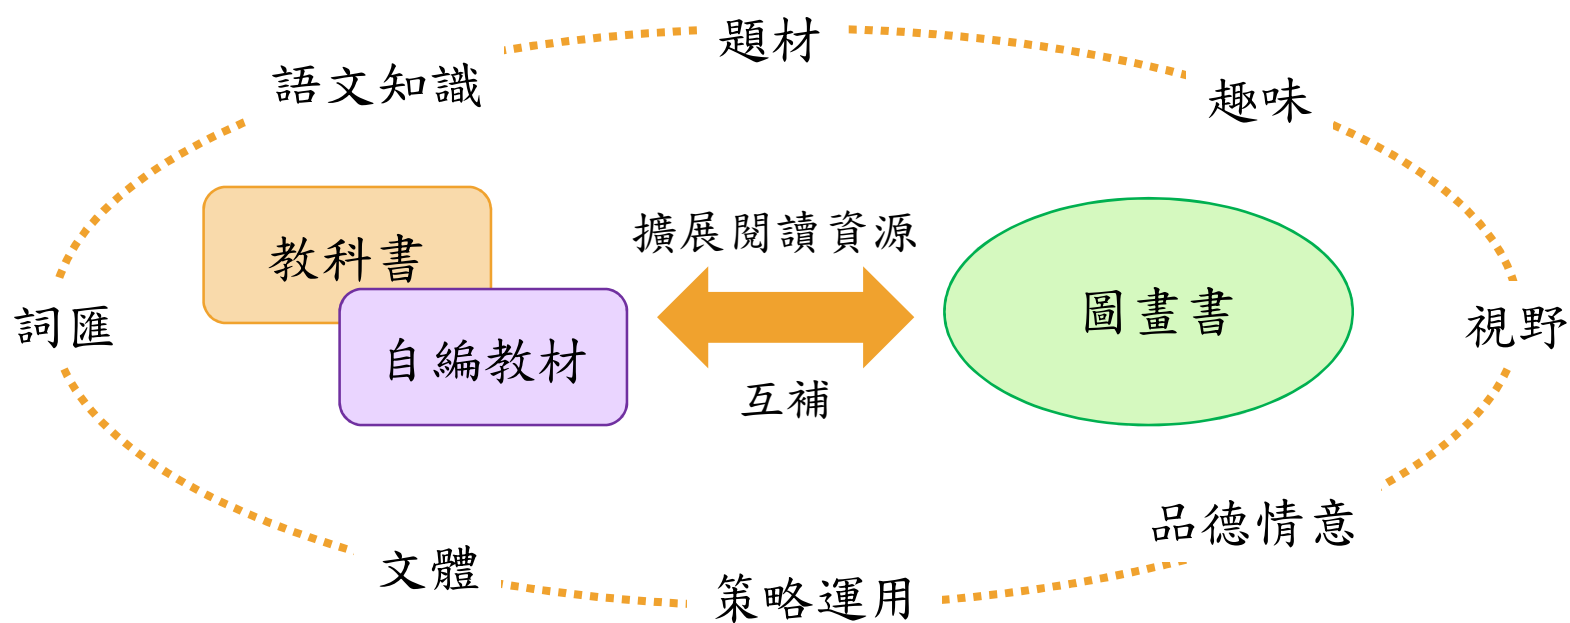 題材
語文知識
趣味
擴展閱讀資源
教科書
圖畫書
詞匯
視野
自編教材
互補
品德情意
文體
策略運用